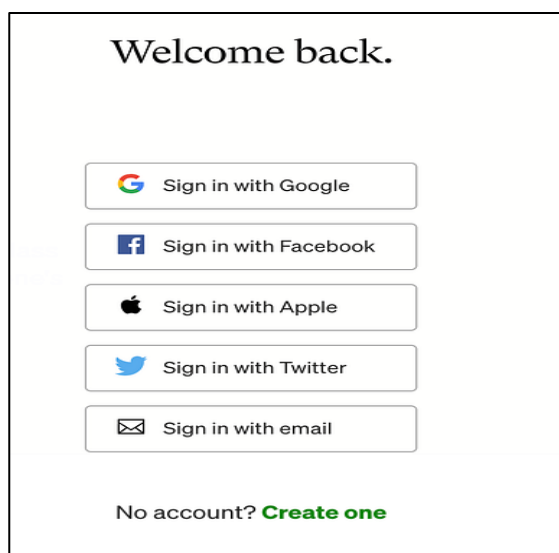 Welcome back.
Sign in with Google
Sign in with Facebook
Sign in with Apple
Sign in with Twitter
Sign in with email
No account? Create one